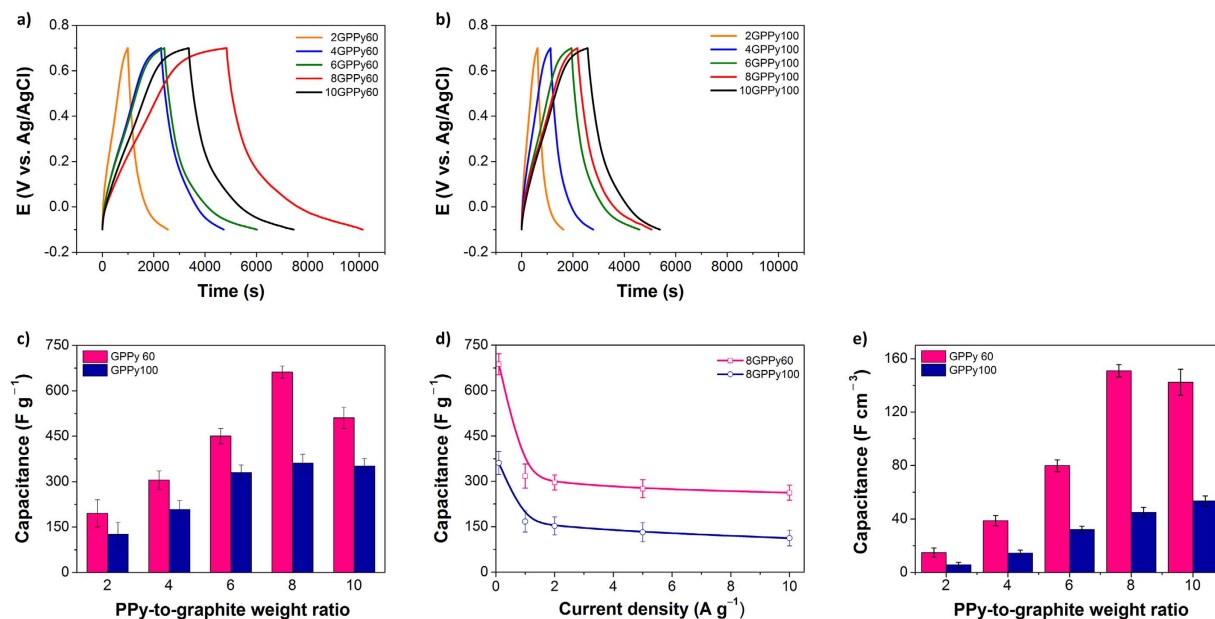 a)
0.8
0.6
0.4
0.2
0.0
-0.2
E (V vs. Ag/AgCl)
2GPPy60
4GPPy60
6GPPy60
8GPPy60
10GPPy60
0 2000 4000 6000 8000 10000
Time (s)
b)
0.8
0.6
0.4
0.2
0.0
-0.2
E (V vs. Ag/AgCl)
2GPPy100
4GPPy100
6GPPy100
8GPPy100
10GPPy100
0 2000 4000 6000 8000 10000
Time (s)
c)
750
600
450
300
150
0
Capacitance (F g⁻¹)
GPPy 60
GPPy100
2 4 6 8 10
PPy-to-graphite weight ratio
d)
750
600
450
300
150
0
Capacitance (F g⁻¹)
8GPPy60
8GPPy100
0 2 4 6 8 10
Current density (A g⁻¹)
e)
160
120
80
40
0
Capacitance (F cm⁻³)
GPPy 60
GPPy100
2 4 6 8 10
PPy-to-graphite weight ratio